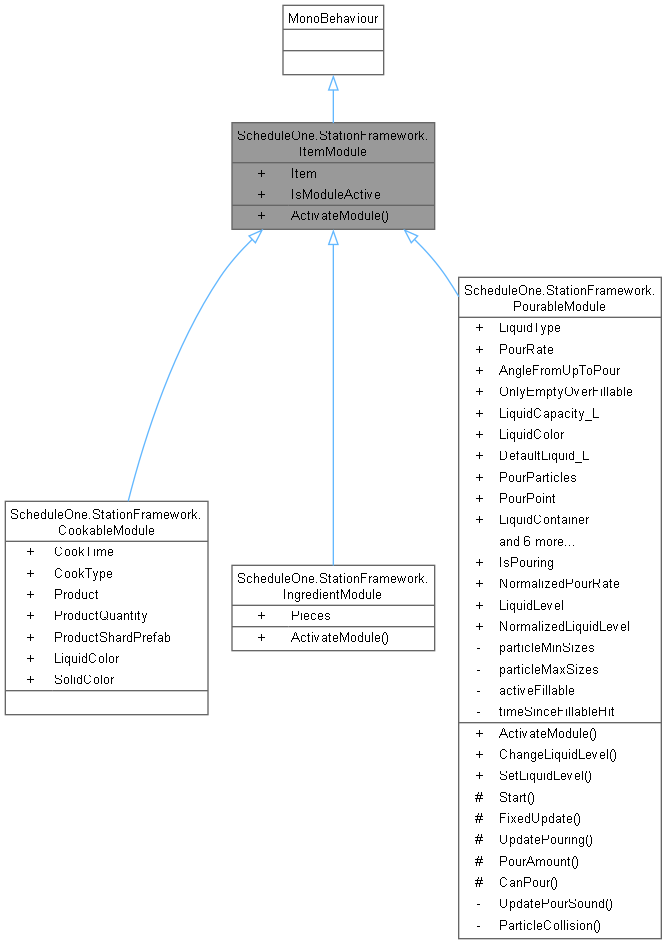 MonoBehaviour
ScheduleOne.StationFramework.
ItemModule
+ Item
+ IsModuleActive
+ ActivateModule()
ScheduleOne.StationFramework.
CookableModule
+ CookTime
+ CookType
+ Product
+ ProductQuantity
+ ProductShardPrefab
+ LiquidColor
+ SolidColor
ScheduleOne.StationFramework.
IngredientModule
+ Pieces
+ ActivateModule()
ScheduleOne.StationFramework.
PourableModule
+ LiquidType
+ PourRate
+ AngleFromUpToPour
+ OnlyEmptyOverFillable
+ LiquidCapacity_L
+ LiquidColor
+ DefaultLiquid_L
+ PourParticles
+ PourPoint
+ LiquidContainer
and 6 more...
+ IsPouring
+ NormalizedPourRate
+ LiquidLevel
+ NormalizedLiquidLevel
- particleMinSizes
- particleMaxSizes
- activeFillable
- timeSinceFillableHit
+ ActivateModule()
+ ChangeLiquidLevel()
+ SetLiquidLevel()
# Start()
# FixedUpdate()
# UpdatePouring()
# PourAmount()
# CanPour()
- UpdatePourSound()
- ParticleCollision()